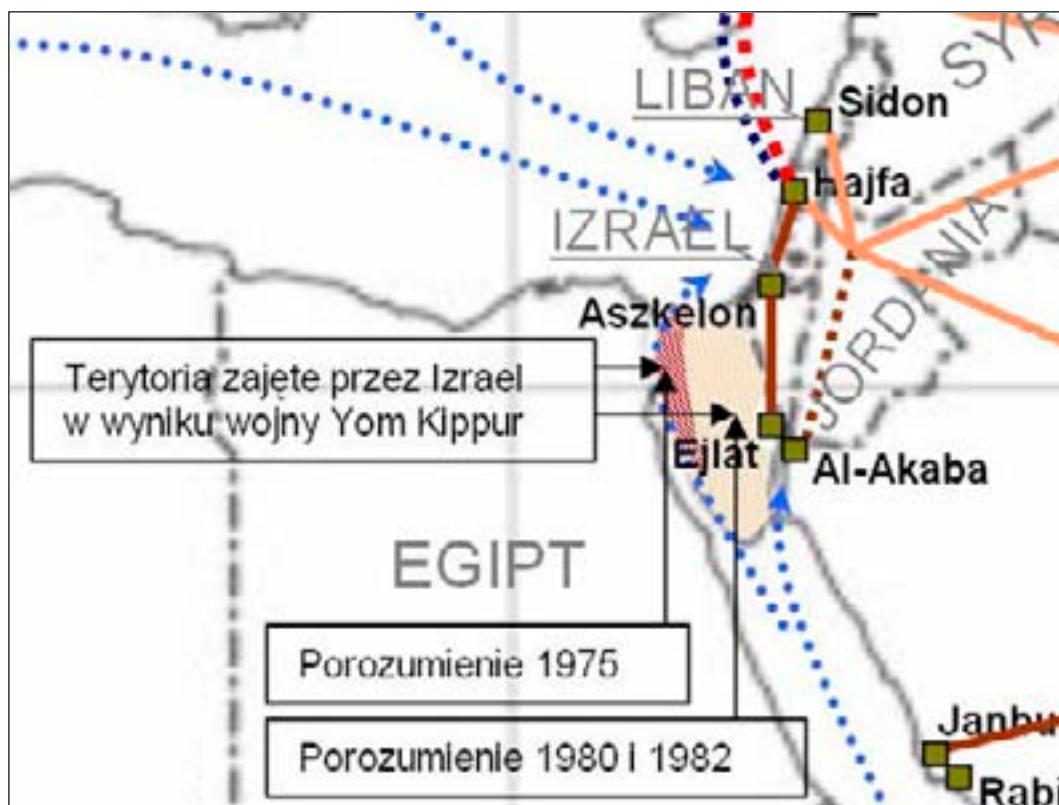 SYR
LIBAN
Sidon
Hajfa
IZRAEL
JORDANIA
Aszkelon
Terytoria zajęte przez Izrael
w wyniku wojny Yom Kippur
Ejlat
Al-Akaba
EGIPT
Porozumienie 1975
Janbu
Porozumienie 1980 i 1982
Rabi